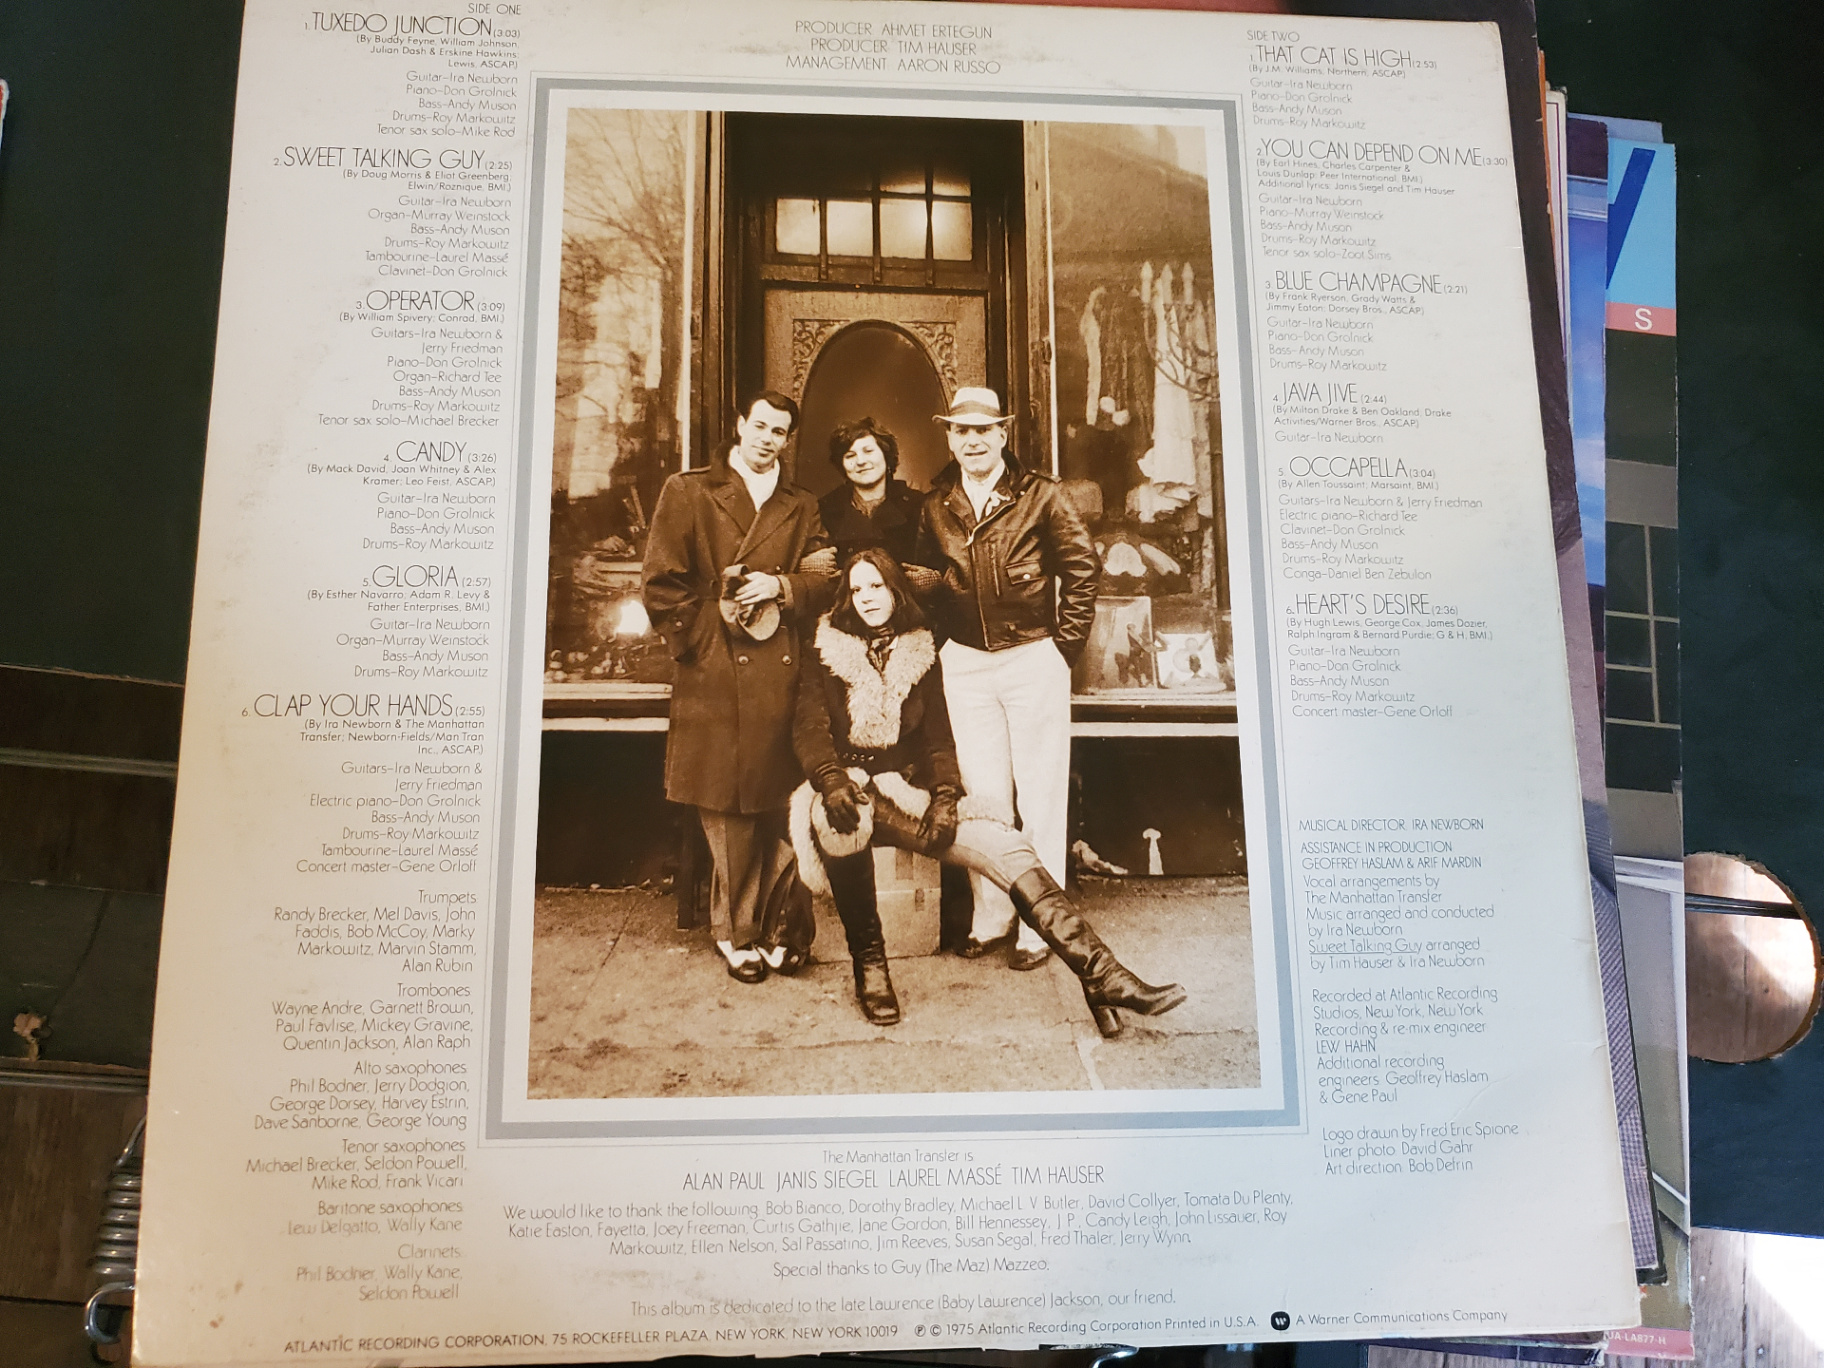 SIDE ONE
1. TUXEDO JUNCTION (3:03)
(By Buddy Feyne, William Johnson,
Julian Dash & Erskine Hawkins;
Lewis, ASCAP)
Guitar–Ira Newborn
Piano–Don Grolnick
Bass–Andy Muson
Drums–Roy Markowitz
Tenor sax solo–Mike Rod
2. SWEET TALKING GUY (2:25)
(By Doug Morris & Eliot Greenberg;
Elwin/Roznique, BMI.)
Guitar–Ira Newborn
Organ–Murray Weinstock
Bass–Andy Muson
Drums–Roy Markowitz
Tambourine–Laurel Massé
Clavinet–Don Grolnick
3. OPERATOR (3:09)
(By William Spivery; Conrad, BMI.)
Guitars–Ira Newborn &
Jerry Friedman
Piano–Don Grolnick
Organ–Richard Tee
Bass–Andy Muson
Drums–Roy Markowitz
Tenor sax solo–Michael Brecker
4. CANDY (3:26)
(By Mack David, Joan Whitney & Alex
Kramer; Leo Feist, ASCAP)
Guitar–Ira Newborn
Piano–Don Grolnick
Bass–Andy Muson
Drums–Roy Markowitz
5. GLORIA (2:57)
(By Esther Navarro, Adam R. Levy &
Father Enterprises, BMI.)
Guitar–Ira Newborn
Organ–Murray Weinstock
Bass–Andy Muson
Drums–Roy Markowitz
6. CLAP YOUR HANDS (2:55)
(By Ira Newborn & The Manhattan
Transfer; Newborn-Fields/Man Tran
Inc., ASCAP.)
Guitars–Ira Newborn &
Jerry Friedman
Electric piano–Don Grolnick
Bass–Andy Muson
Drums–Roy Markowitz
Tambourine–Laurel Massé
Concert master–Gene Orloff
Trumpets
Randy Brecker, Mel Davis, John
Faddis, Bob McCoy, Marky
Markowitz, Marvin Stamm,
Alan Rubin
Trombones
Wayne Andre, Garnett Brown,
Paul Favlise, Mickey Gravine,
Quentin Jackson, Alan Raph
Alto saxophones
Phil Bodner, Jerry Dodgion,
George Dorsey, Harvey Estrin,
Dave Sanborne, George Young
Tenor saxophones
Michael Brecker, Seldon Powell,
Mike Rod, Frank Vicari
Baritone saxophones
Lew Delgatto, Wally Kane
Clarinets
Phil Bodner, Wally Kane,
Seldon Powell
PRODUCER AHMET ERTEGUN
PRODUCER TIM HAUSER
MANAGEMENT AARON RUSSO
SIDE TWO
1. THAT CAT IS HIGH (2:53)
(By J.M. Williams; Northern, ASCAP)
Guitar–Ira Newborn
Piano–Don Grolnick
Bass–Andy Muson
Drums–Roy Markowitz
2. YOU CAN DEPEND ON ME (3:30)
(By Earl Hines, Charles Carpenter &
Louis Dunlap; Peer International, BMI.)
Additional lyrics: Janis Siegel and Tim Hauser
Guitar–Ira Newborn
Piano–Murray Weinstock
Bass–Andy Muson
Drums–Roy Markowitz
Tenor sax solo–Zoot Sims
3. BLUE CHAMPAGNE (2:21)
(By Frank Ryerson, Grady Watts &
Jimmy Eaton; Dorsey Bros., ASCAP)
Guitar–Ira Newborn
Piano–Don Grolnick
Bass–Andy Muson
Drums–Roy Markowitz
4. JAVA JIVE (2:44)
(By Milton Drake & Ben Oakland; Drake
Activities/Warner Bros., ASCAP)
Guitar–Ira Newborn
5. OCCAPELLA (3:04)
(By Allen Toussaint; Marsaint, BMI.)
Guitars–Ira Newborn & Jerry Friedman
Electric piano–Richard Tee
Clavinet–Don Grolnick
Bass–Andy Muson
Drums–Roy Markowitz
Conga–Daniel Ben Zebulon
6. HEART'S DESIRE (2:36)
(By Hugh Lewis, George Cox, James Dozier,
Ralph Ingram & Bernard Purdie; G & H, BMI.)
Guitar–Ira Newborn
Piano–Don Grolnick
Bass–Andy Muson
Drums–Roy Markowitz
Concert master–Gene Orloff
MUSICAL DIRECTOR IRA NEWBORN
ASSISTANCE IN PRODUCTION
GEOFFREY HASLAM & ARIF MARDIN
Vocal arrangements by
The Manhattan Transfer
Music arranged and conducted
by Ira Newborn
Sweet Talking Guy arranged
by Tim Hauser & Ira Newborn
Recorded at Atlantic Recording
Studios, New York, New York
Recording & re-mix engineer
LEW HAHN
Additional recording
engineers Geoffrey Haslam
& Gene Paul
Logo drawn by Fred Eric Spione
Liner photo David Gahr
Art direction Bob Defrin
The Manhattan Transfer is
ALAN PAUL JANIS SIEGEL LAUREL MASSÉ TIM HAUSER
We would like to thank the following Bob Bianco, Dorothy Bradley, Michael L V Butler, David Collyer, Tomata Du Plenty,
Katie Easton, Fayetta, Joey Freeman, Curtis Gathjie, Jane Gordon, Bill Hennessey, J.P., Candy Leigh, John Lissauer, Roy
Markowitz, Ellen Nelson, Sal Passatino, Jim Reeves, Susan Segal, Fred Thaler, Jerry Wynn
Special thanks to Guy (The Maz) Mazzeo.
This album is dedicated to the late Lawrence (Baby Lawrence) Jackson, our friend.
ATLANTIC RECORDING CORPORATION, 75 ROCKEFELLER PLAZA, NEW YORK, NEW YORK 10019 ℗ © 1975 Atlantic Recording Corporation Printed in U.S.A. A Warner Communications Company
S
UA-LA877-H